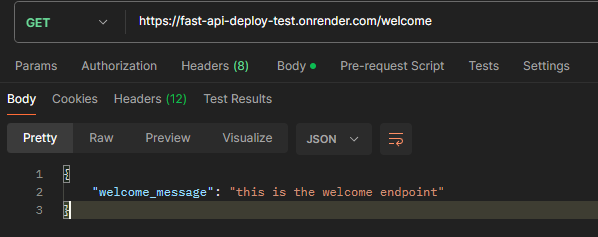 GET https://fast-api-deploy-test.onrender.com/welcome
Params Authorization Headers (8) Body Pre-request Script Tests Settings
Body Cookies Headers (12) Test Results
Pretty Raw Preview Visualize JSON
1 {
2 "welcome_message": "this is the welcome endpoint"
3 }